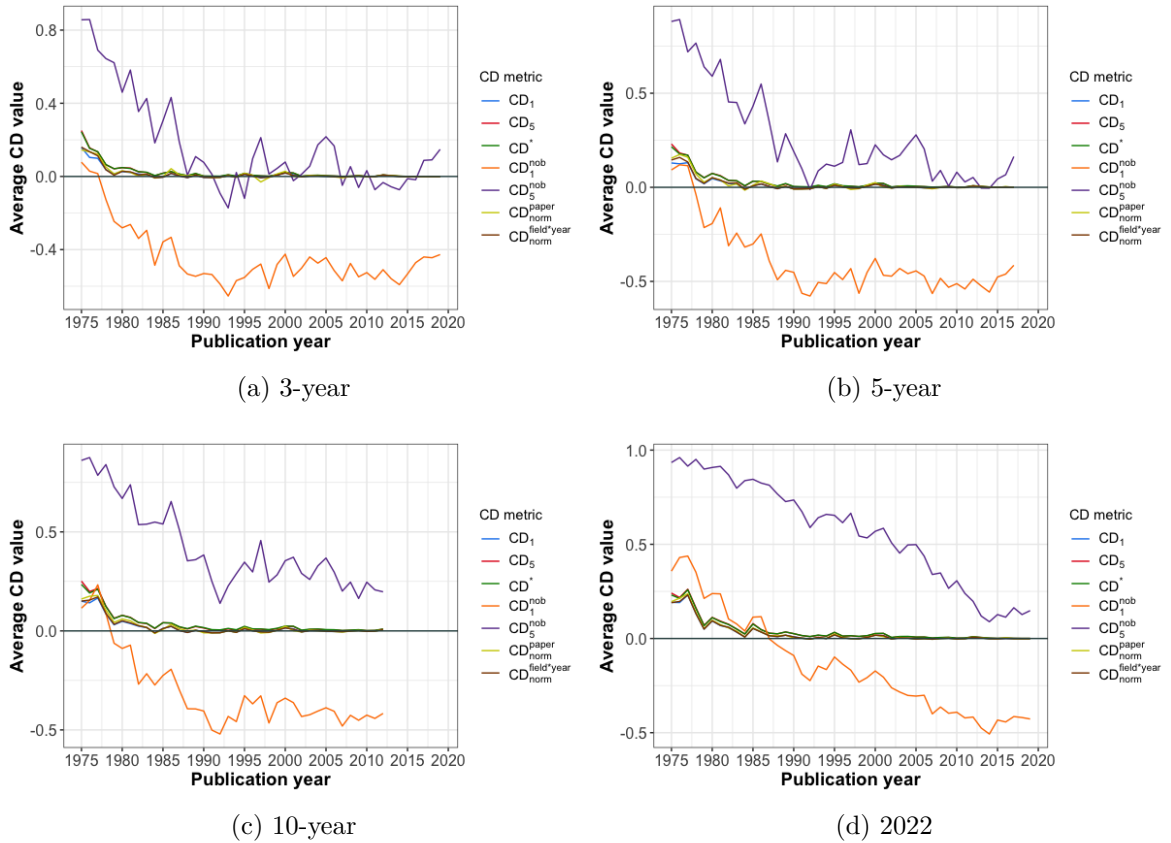 Average CD value
0.8
0.4
0.0
-0.4
1975 1980 1985 1990 1995 2000 2005 2010 2015 2020
Publication year
CD metric
CD₁
CD₅
CD*
CD₁ⁿᵒᵇ
CD₅ⁿᵒᵇ
CDₙₒᵣₘᵖᵃᵖᵉʳ
CDₙₒᵣₘᶠⁱᵉˡᵈ*ʸᵉᵃʳ
(a) 3-year
Average CD value
0.5
0.0
-0.5
1975 1980 1985 1990 1995 2000 2005 2010 2015 2020
Publication year
CD metric
CD₁
CD₅
CD*
CD₁ⁿᵒᵇ
CD₅ⁿᵒᵇ
CDₙₒᵣₘᵖᵃᵖᵉʳ
CDₙₒᵣₘᶠⁱᵉˡᵈ*ʸᵉᵃʳ
(b) 5-year
Average CD value
0.5
0.0
-0.5
1975 1980 1985 1990 1995 2000 2005 2010 2015 2020
Publication year
CD metric
CD₁
CD₅
CD*
CD₁ⁿᵒᵇ
CD₅ⁿᵒᵇ
CDₙₒᵣₘᵖᵃᵖᵉʳ
CDₙₒᵣₘᶠⁱᵉˡᵈ*ʸᵉᵃʳ
(c) 10-year
Average CD value
1.0
0.5
0.0
-0.5
1975 1980 1985 1990 1995 2000 2005 2010 2015 2020
Publication year
CD metric
CD₁
CD₅
CD*
CD₁ⁿᵒᵇ
CD₅ⁿᵒᵇ
CDₙₒᵣₘᵖᵃᵖᵉʳ
CDₙₒᵣₘᶠⁱᵉˡᵈ*ʸᵉᵃʳ
(d) 2022